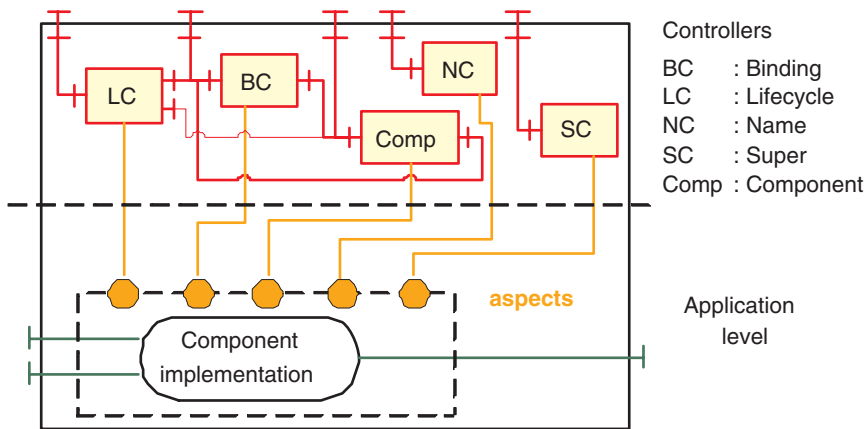 LC
BC
NC
Comp
SC
Controllers
BC : Binding
LC : Lifecycle
NC : Name
SC : Super
Comp : Component
aspects
Component
implementation
Application
level